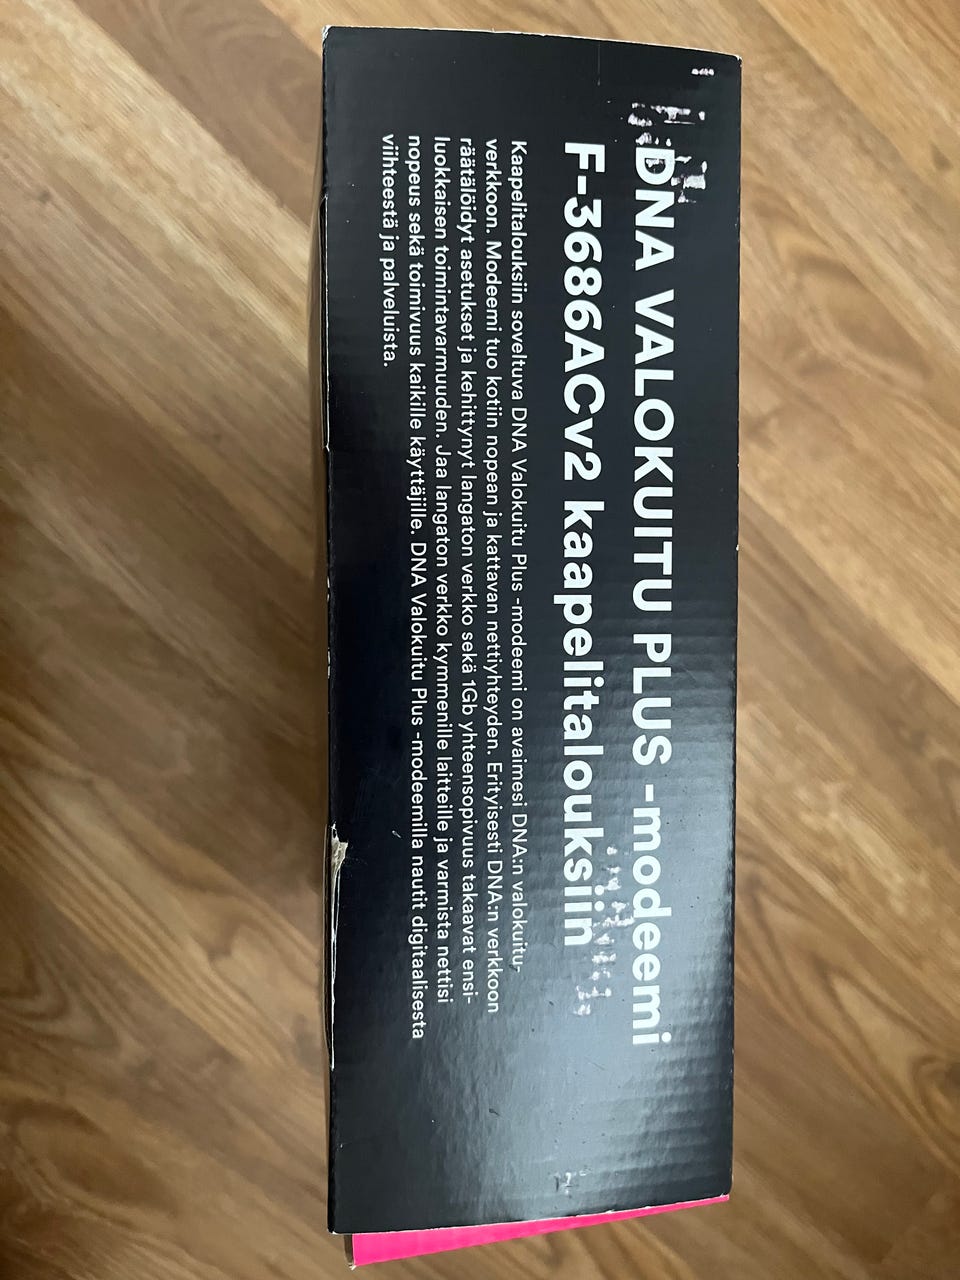 DNA VALOKUITU PLUS -modeemi
F-3686ACv2 kaapelitalouksiin
Kaapelitalouksiin soveltuva DNA Valokuitu Plus -modeemi on avaimesi DNA:n valokuitu-
verkkoon. Modeemi tuo kotiin nopean ja kattavan nettiyhteyden. Erityisesti DNA:n verkkoon
räätälöidyt asetukset ja kehittynyt langaton verkko sekä 1Gb yhteensopivuus takaavat ensi-
luokkaisen toimintavarmuuden. Jaa langaton verkko kymmenille laitteille ja varmista nettisi
nopeus sekä toimivuus kaikille käyttäjille. DNA Valokuitu Plus -modeemilla nautit digitaalisesta
viihteestä ja palveluista.